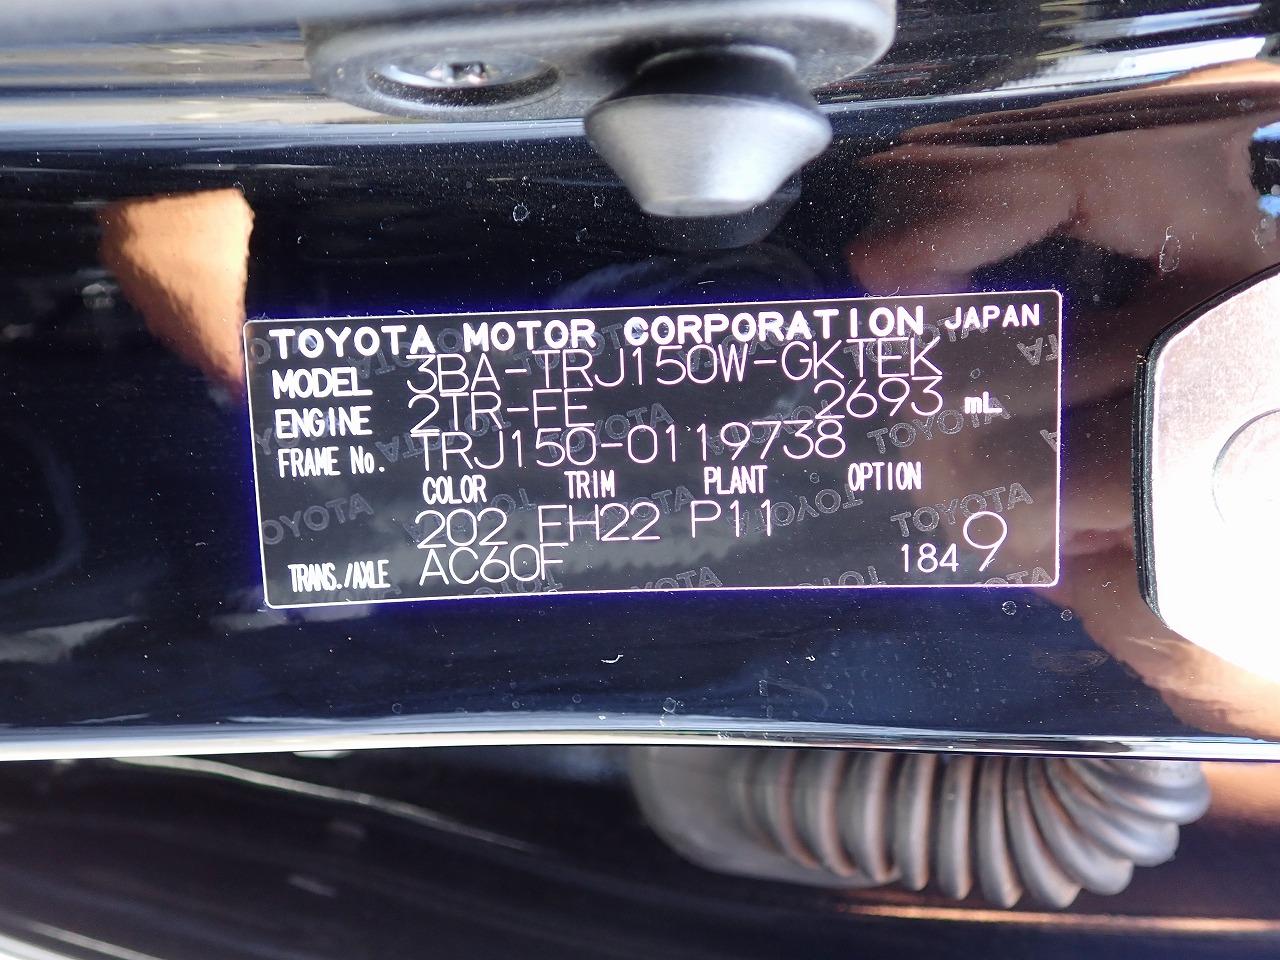 TOYOTA MOTOR CORPORATION JAPAN
MODEL 3BA-TRJ150W-GKTEK
ENGINE 2TR-FE 2693 mL
FRAME No. TRJ150-0119738
COLOR TRIM PLANT OPTION
202 EH22 P11
TRANS./AXLE AC60F 1849